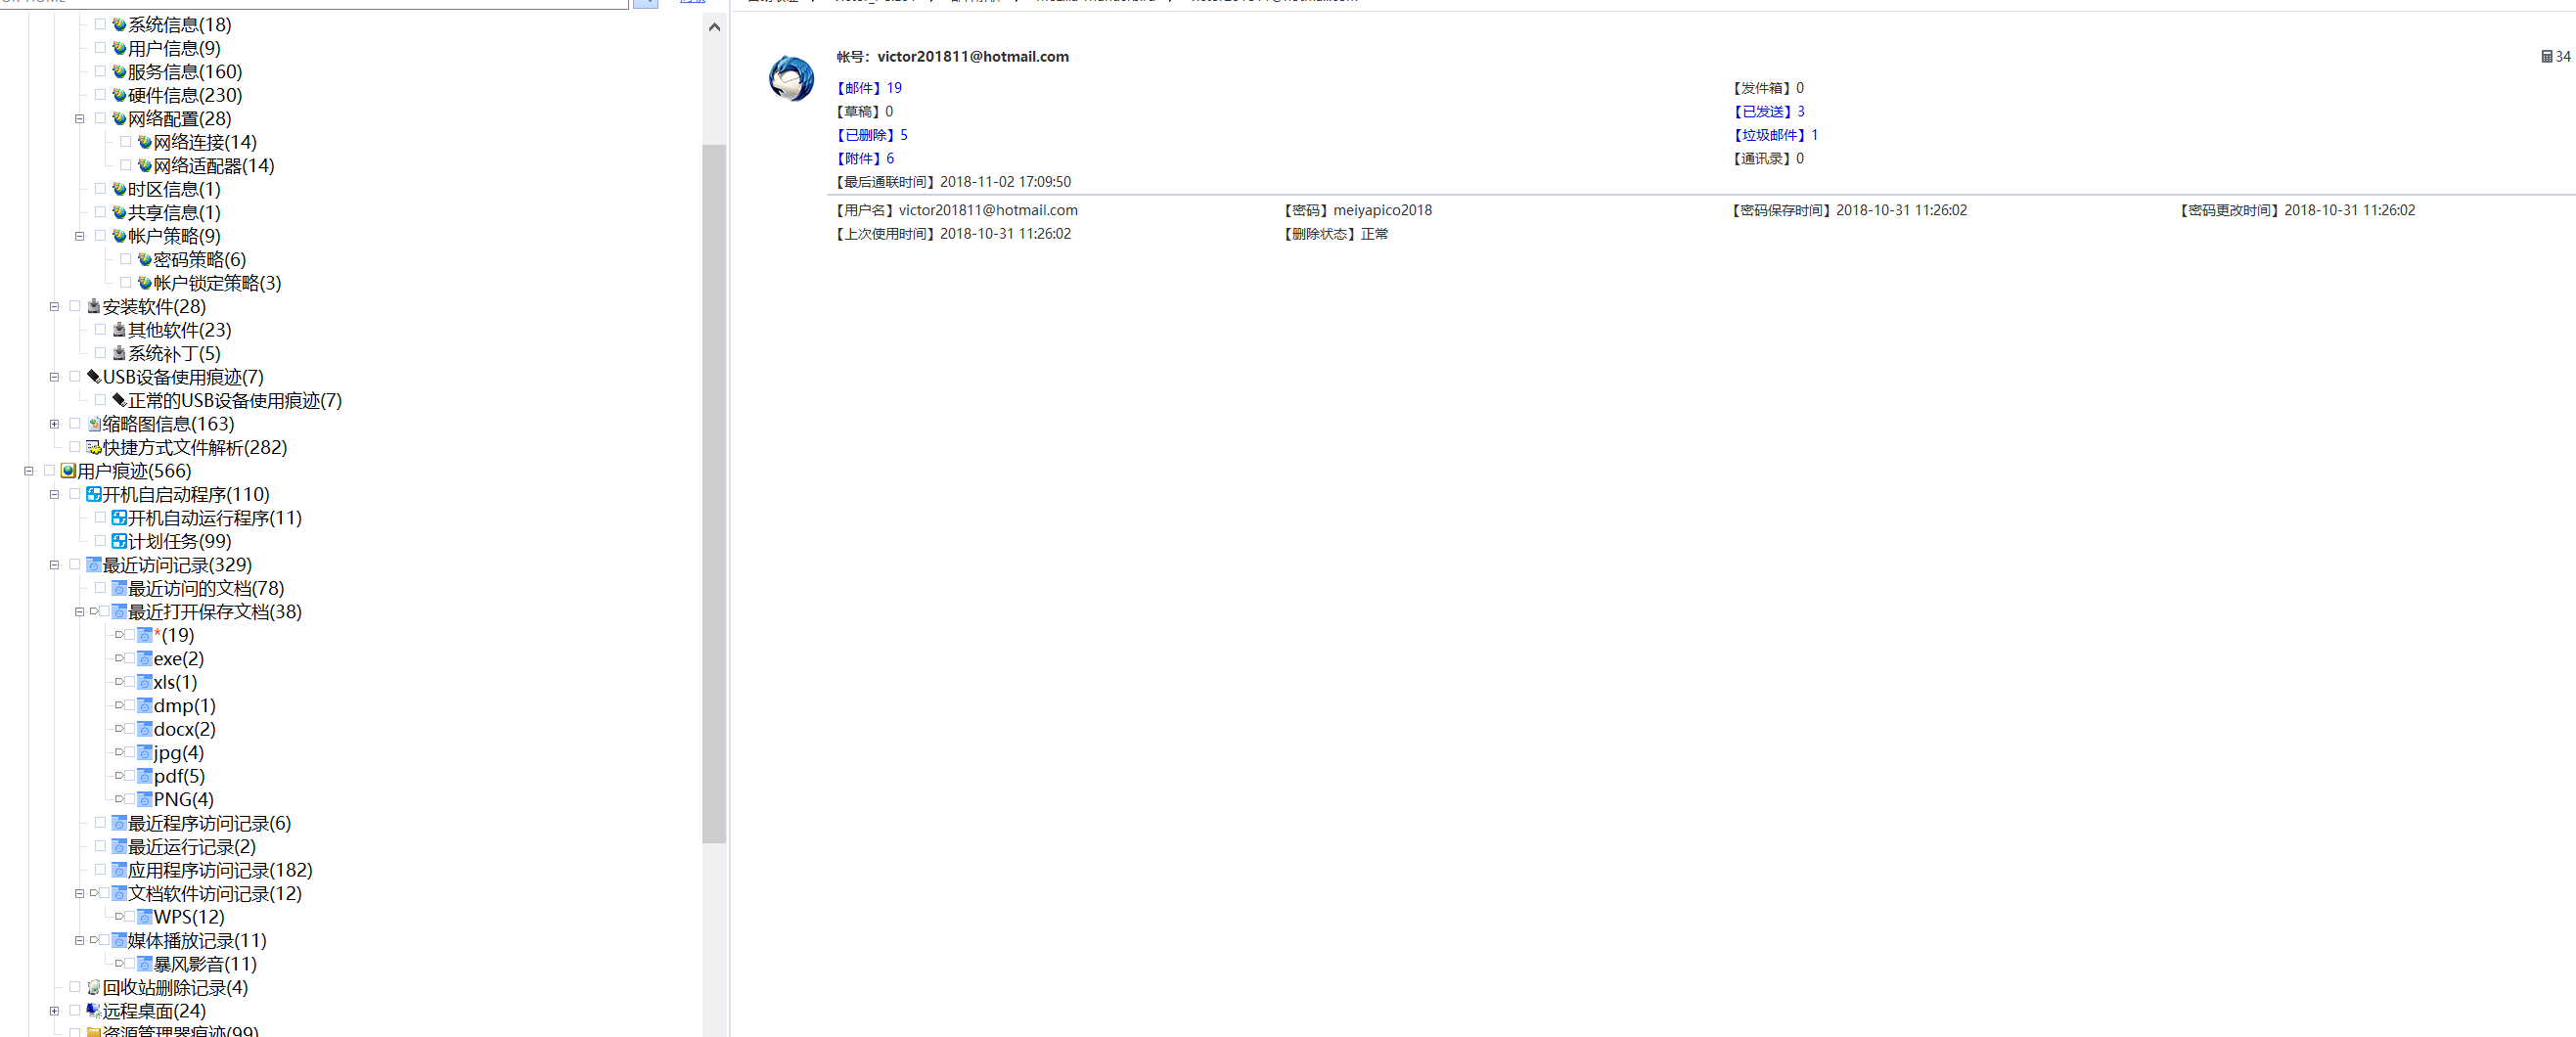 系统信息(18)
用户信息(9)
服务信息(160)
硬件信息(230)
网络配置(28)
网络连接(14)
网络适配器(14)
时区信息(1)
共享信息(1)
帐户策略(9)
密码策略(6)
帐户锁定策略(3)
安装软件(28)
其他软件(23)
系统补丁(5)
USB设备使用痕迹(7)
正常的USB设备使用痕迹(7)
缩略图信息(163)
快捷方式文件解析(282)
用户痕迹(566)
开机自启动程序(110)
开机自动运行程序(11)
计划任务(99)
最近访问记录(329)
最近访问的文档(78)
最近打开保存文档(38)
*(19)
exe(2)
xls(1)
dmp(1)
docx(2)
jpg(4)
pdf(5)
PNG(4)
最近程序访问记录(6)
最近运行记录(2)
应用程序访问记录(182)
文档软件访问记录(12)
WPS(12)
媒体播放记录(11)
暴风影音(11)
回收站删除记录(4)
远程桌面(24)
资源管理器痕迹(99)
帐号：victor201811@hotmail.com 34
【邮件】19 【发件箱】0
【草稿】0 【已发送】3
【已删除】5 【垃圾邮件】1
【附件】6 【通讯录】0
【最后通联时间】2018-11-02 17:09:50
【用户名】victor201811@hotmail.com 【密码】meiyapico2018 【密码保存时间】2018-10-31 11:26:02 【密码更改时间】2018-10-31 11:26:02
【上次使用时间】2018-10-31 11:26:02 【删除状态】正常